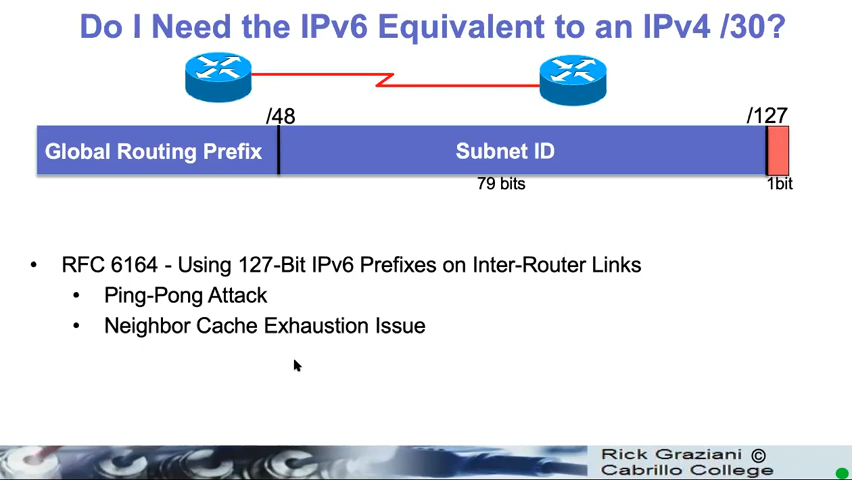 Do I Need the IPv6 Equivalent to an IPv4 /30?
/48
/127
Global Routing Prefix
Subnet ID
79 bits
1bit
• RFC 6164 - Using 127-Bit IPv6 Prefixes on Inter-Router Links
• Ping-Pong Attack
• Neighbor Cache Exhaustion Issue
Rick Graziani ©
Cabrillo College